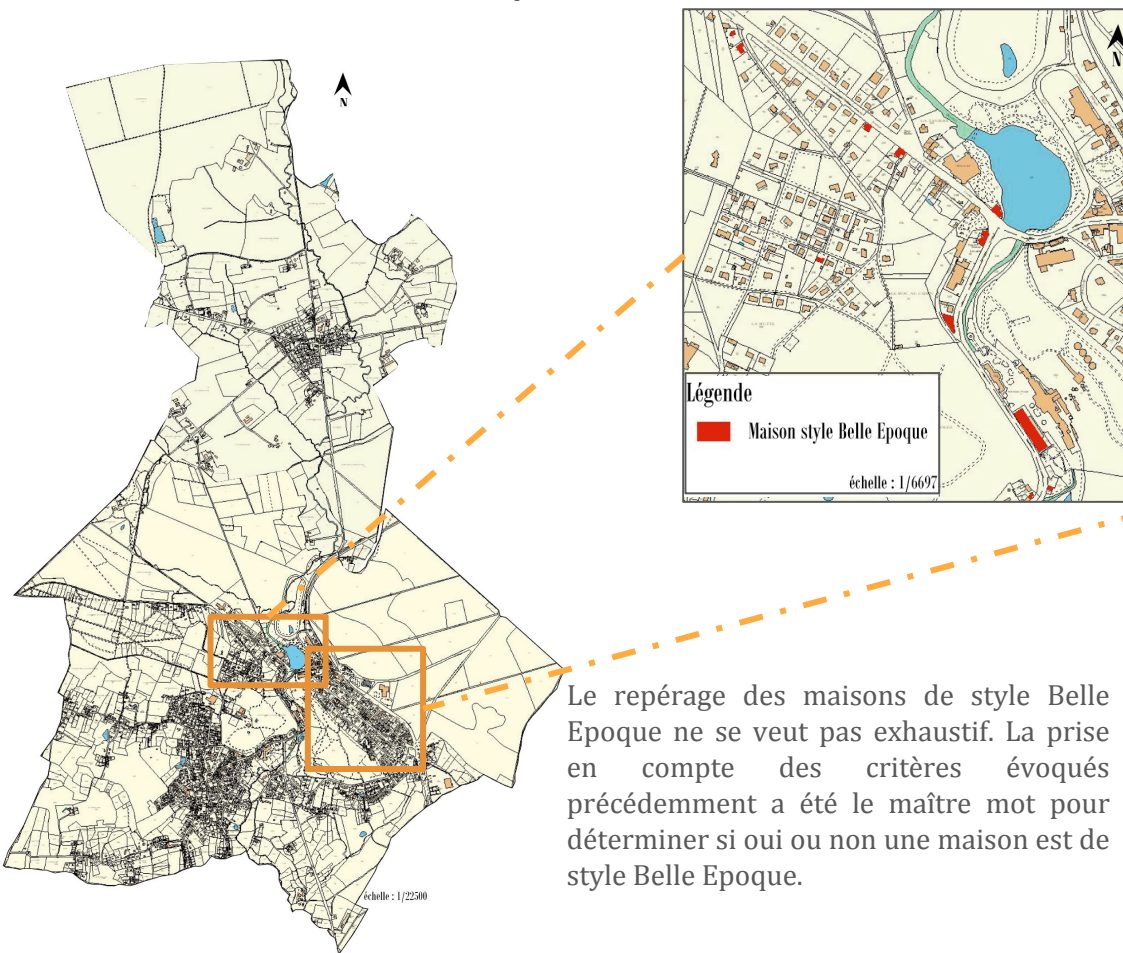 N
N
Légende
Maison style Belle Epoque
échelle : 1/6697
Le repérage des maisons de style Belle
Epoque ne se veut pas exhaustif. La prise
en compte des critères évoqués
précédemment a été le maître mot pour
déterminer si oui ou non une maison est de
style Belle Epoque.
échelle : 1/22500